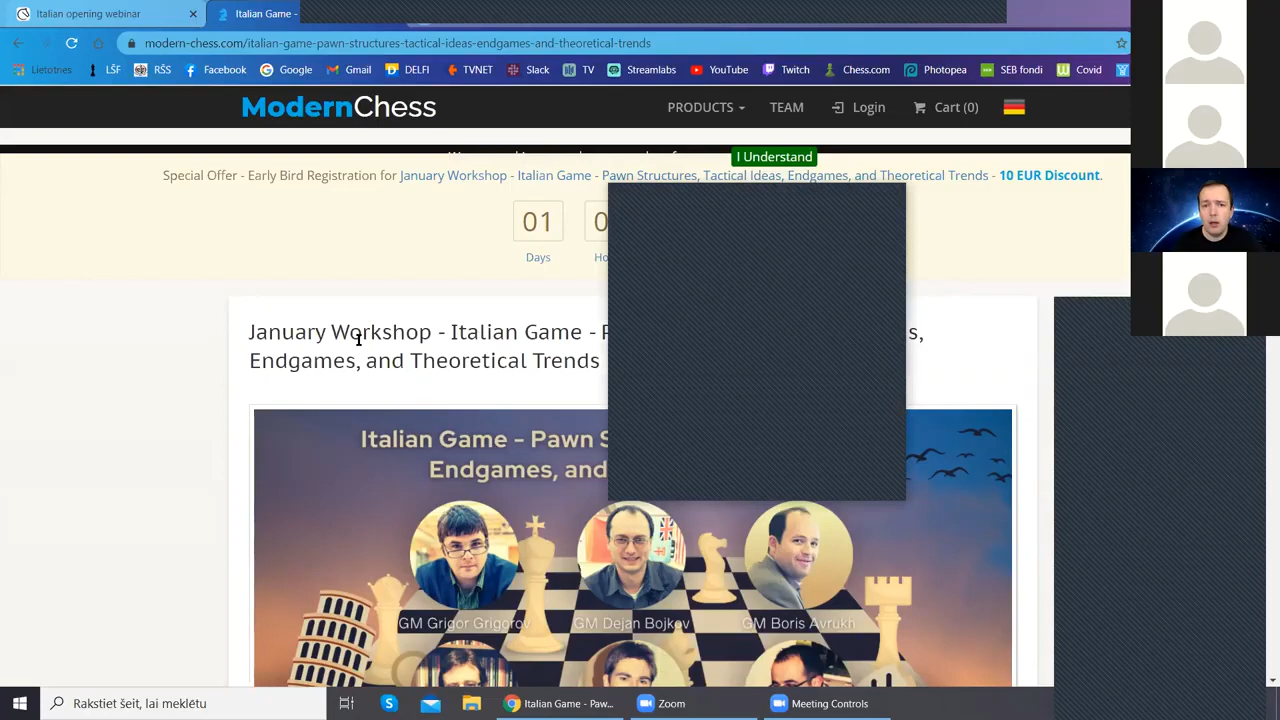 Italian opening webinar
Italian Game -
modern-chess.com/italian-game-pawn-structures-tactical-ideas-endgames-and-theoretical-trends
Lietotnes LŠF RŠS Facebook Google Gmail DELFI TVNET Slack TV Streamlabs YouTube Twitch Chess.com Photopea SEB fondi Covid
ModernChess PRODUCTS TEAM Login Cart (0)
I Understand
Special Offer - Early Bird Registration for January Workshop - Italian Game - Pawn Structures, Tactical Ideas, Endgames, and Theoretical Trends - 10 EUR Discount.
01 0
Days Ho
January Workshop - Italian Game - P s,
Endgames, and Theoretical Trends
Italian Game - Pawn S
Endgames, and
GM Grigor Grigorov GM Dejan Bojkov GM Boris Avrukh
Rakstiet šeit, lai meklētu Italian Game - Paw... Zoom Meeting Controls